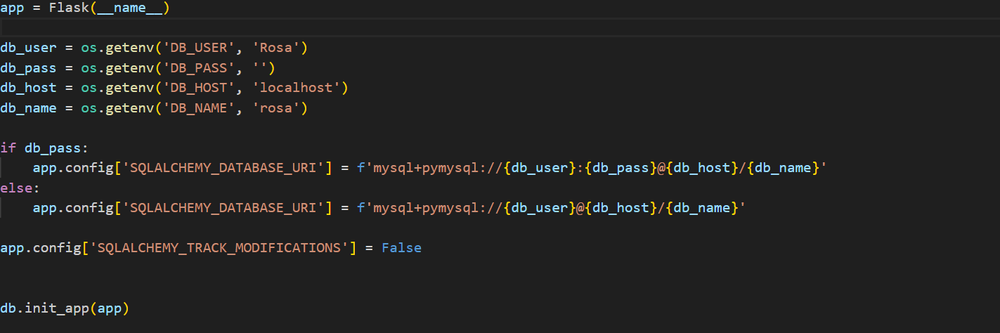 app = Flask(__name__)
db_user = os.getenv('DB_USER', 'Rosa')
db_pass = os.getenv('DB_PASS', '')
db_host = os.getenv('DB_HOST', 'localhost')
db_name = os.getenv('DB_NAME', 'rosa')
if db_pass:
    app.config['SQLALCHEMY_DATABASE_URI'] = f'mysql+pymysql://{db_user}:{db_pass}@{db_host}/{db_name}'
else:
    app.config['SQLALCHEMY_DATABASE_URI'] = f'mysql+pymysql://{db_user}@{db_host}/{db_name}'
app.config['SQLALCHEMY_TRACK_MODIFICATIONS'] = False
db.init_app(app)